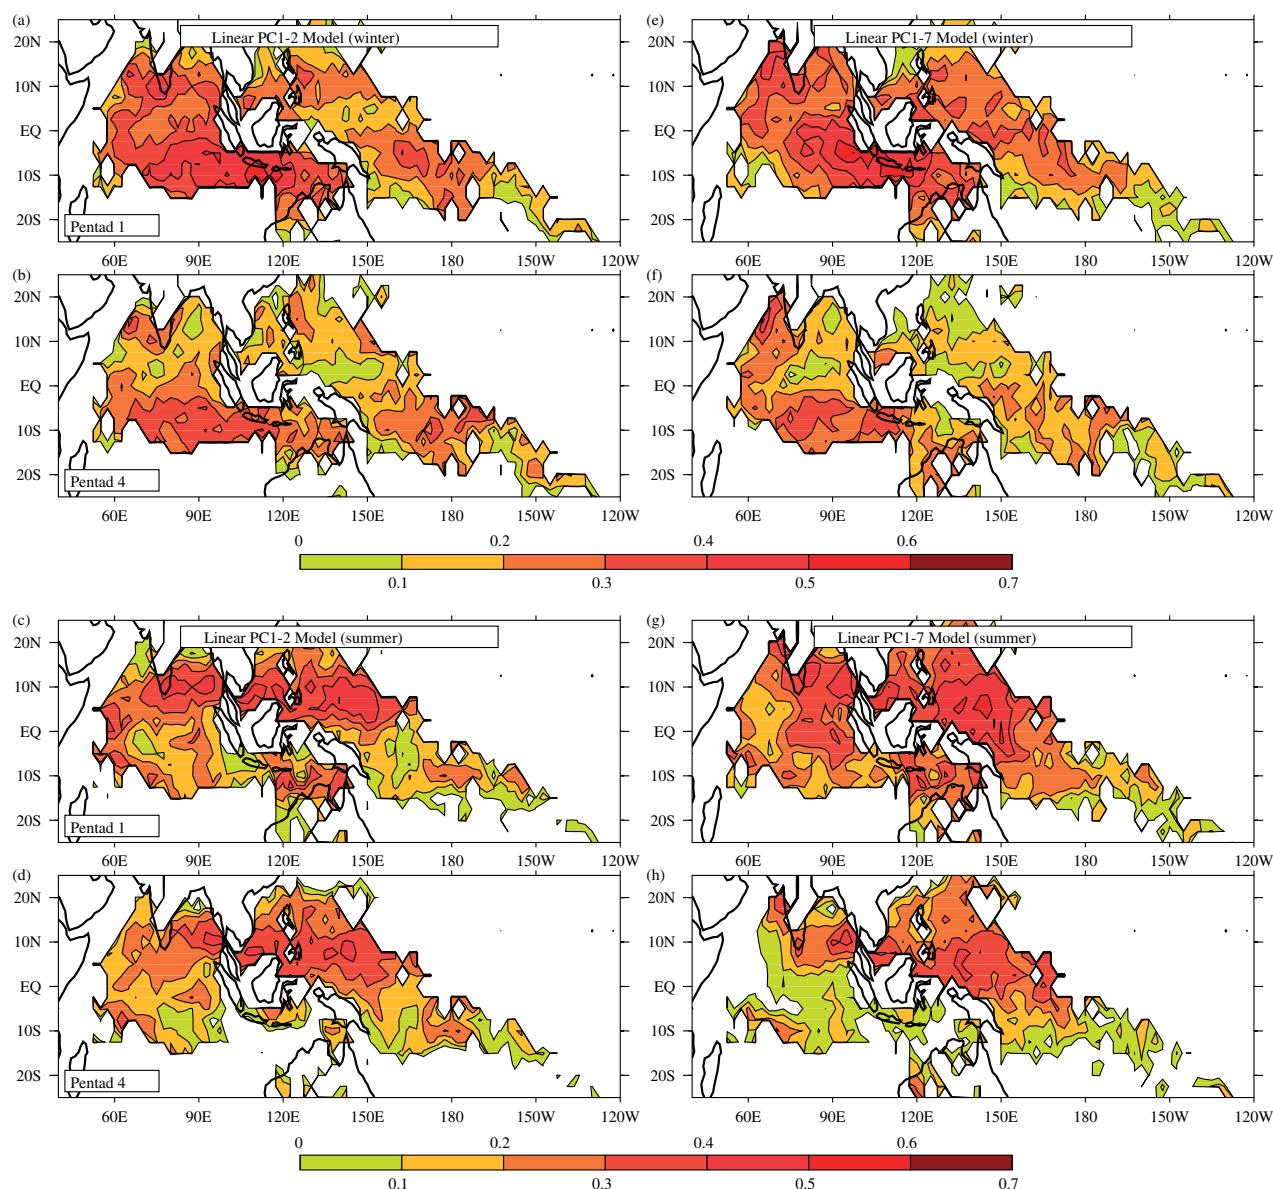 (a)
Linear PC1-2 Model (winter)
20N
10N
EQ
10S
20S
Pentad 1
60E 90E 120E 150E 180 150W 120W
(e)
Linear PC1-7 Model (winter)
20N
10N
EQ
10S
20S
60E 90E 120E 150E 180 150W 120W
(b)
20N
10N
EQ
10S
20S
Pentad 4
60E 90E 120E 150E 180 150W 120W
(f)
20N
10N
EQ
10S
20S
60E 90E 120E 150E 180 150W 120W
0 0.2 0.4 0.6
0.1 0.3 0.5 0.7
(c)
Linear PC1-2 Model (summer)
20N
10N
EQ
10S
20S
Pentad 1
60E 90E 120E 150E 180 150W 120W
(g)
Linear PC1-7 Model (summer)
20N
10N
EQ
10S
20S
60E 90E 120E 150E 180 150W 120W
(d)
20N
10N
EQ
10S
20S
Pentad 4
60E 90E 120E 150E 180 150W 120W
(h)
20N
10N
EQ
10S
20S
60E 90E 120E 150E 180 150W 120W
0 0.2 0.4 0.6
0.1 0.3 0.5 0.7